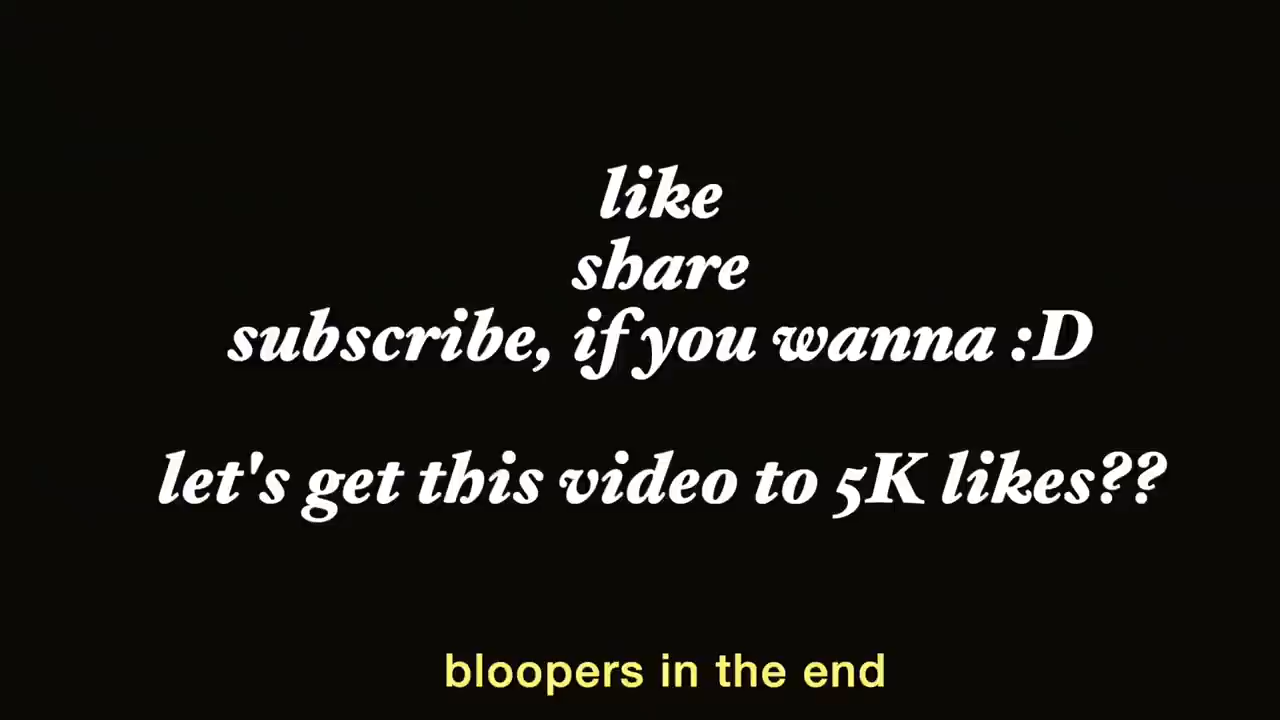 like
share
subscribe, if you wanna :D
let's get this video to 5K likes??
bloopers in the end